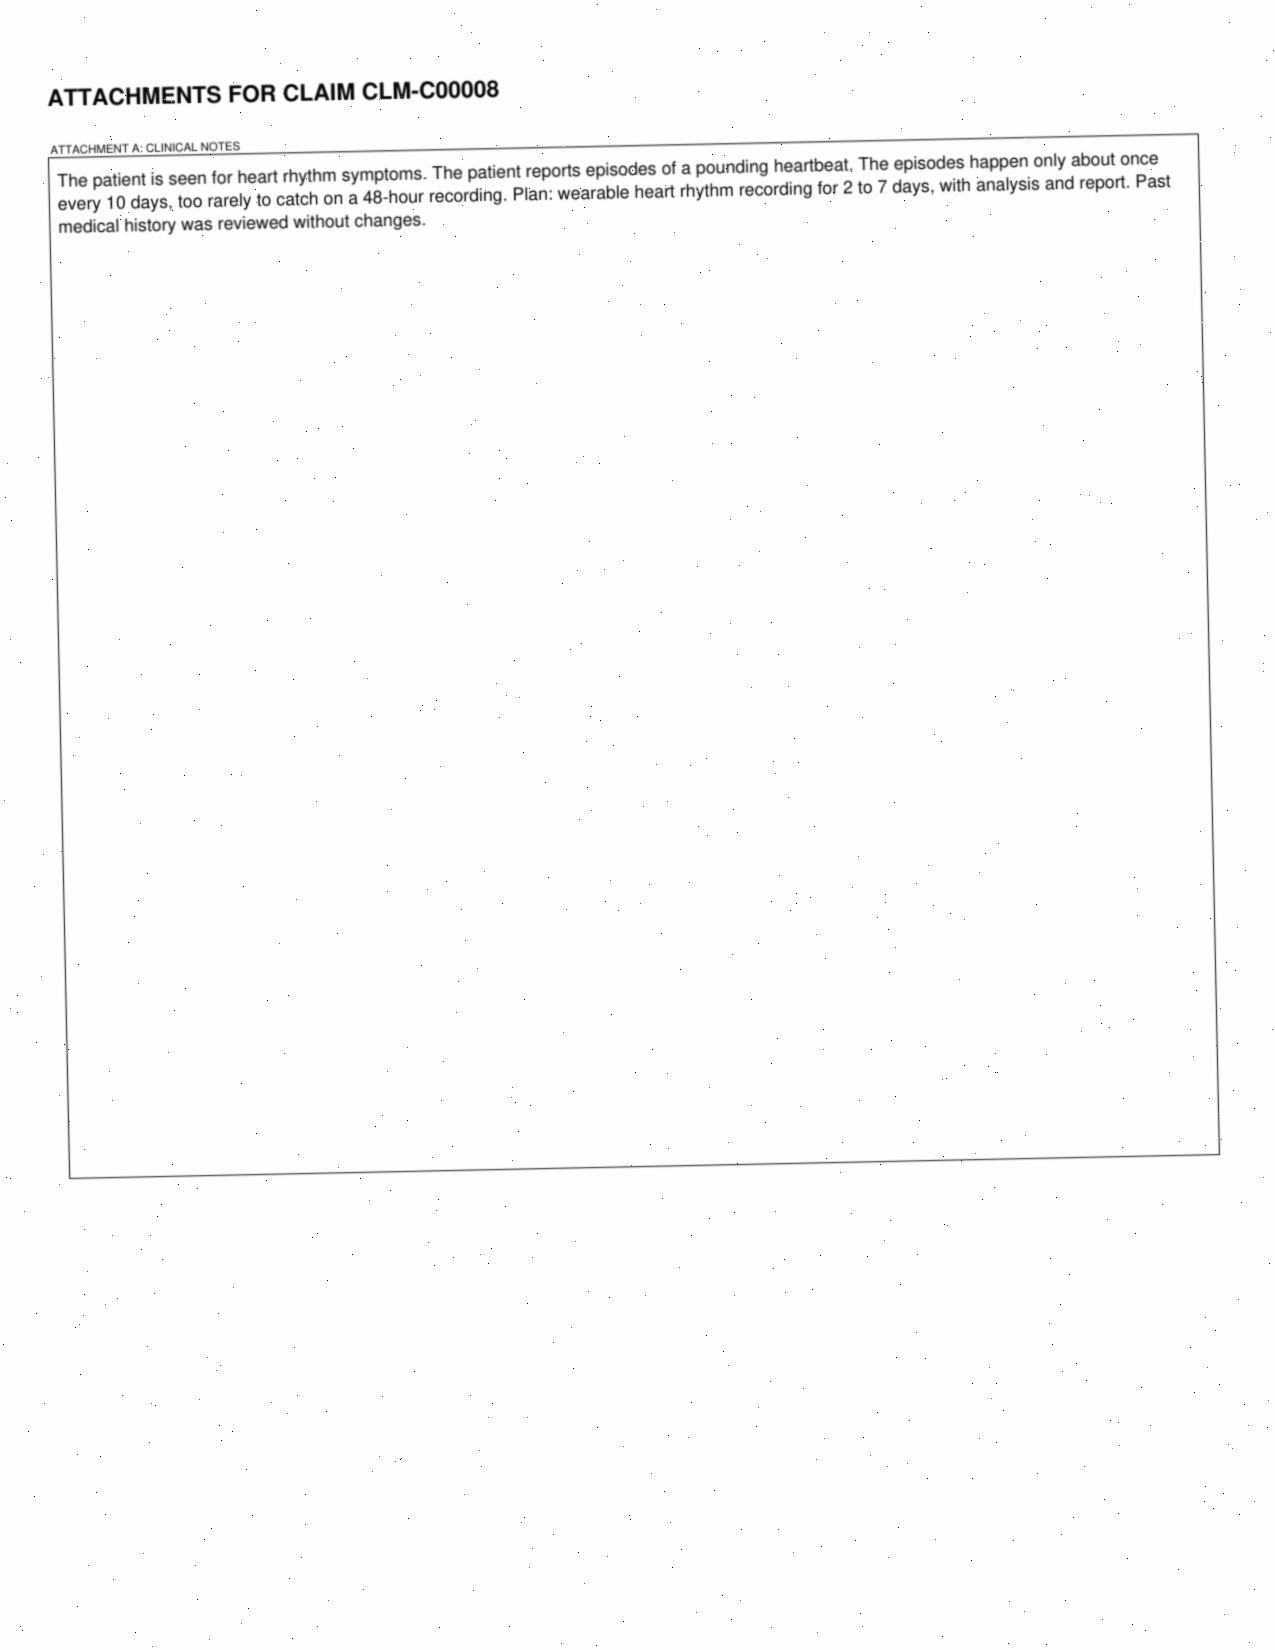 ATTACHMENTS FOR CLAIM CLM-C00008
ATTACHMENT A: CLINICAL NOTES
The patient is seen for heart rhythm symptoms. The patient reports episodes of a pounding heartbeat. The episodes happen only about once
every 10 days, too rarely to catch on a 48-hour recording. Plan: wearable heart rhythm recording for 2 to 7 days, with analysis and report. Past
medical history was reviewed without changes.